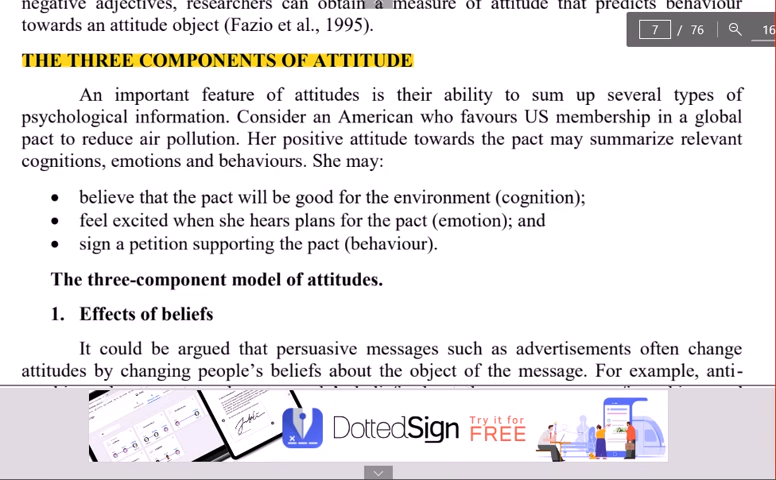 negative adjectives, researchers can obtain a measure of attitude that predicts behaviour
towards an attitude object (Fazio et al., 1995).
7 / 76
16
THE THREE COMPONENTS OF ATTITUDE
An important feature of attitudes is their ability to sum up several types of
psychological information. Consider an American who favours US membership in a global
pact to reduce air pollution. Her positive attitude towards the pact may summarize relevant
cognitions, emotions and behaviours. She may:
• believe that the pact will be good for the environment (cognition);
• feel excited when she hears plans for the pact (emotion); and
• sign a petition supporting the pact (behaviour).
The three-component model of attitudes.
1. Effects of beliefs
It could be argued that persuasive messages such as advertisements often change
attitudes by changing people’s beliefs about the object of the message. For example, anti-
DottedSign
Try it for
FREE